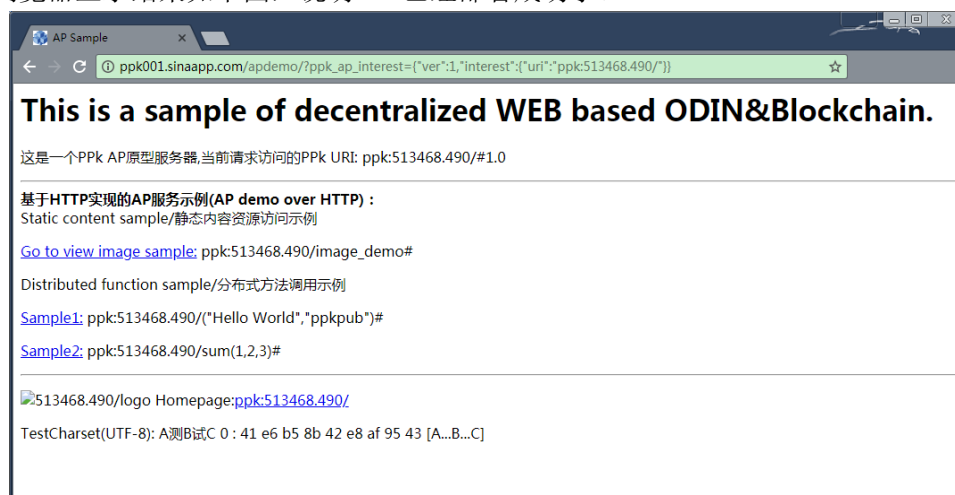 AP Sample
ppk001.sinaapp.com/apdemo/?ppk_ap_interest={"ver":1,"interest":{"uri":"ppk:513468.490/"}}
This is a sample of decentralized WEB based ODIN&Blockchain.
这是一个PPk AP原型服务器,当前请求访问的PPk URI: ppk:513468.490/#1.0
基于HTTP实现的AP服务示例(AP demo over HTTP)：
Static content sample/静态内容资源访问示例
Go to view image sample: ppk:513468.490/image_demo#
Distributed function sample/分布式方法调用示例
Sample1: ppk:513468.490/("Hello World","ppkpub")#
Sample2: ppk:513468.490/sum(1,2,3)#
513468.490/logo Homepage:ppk:513468.490/
TestCharset(UTF-8): A测B试C 0 : 41 e6 b5 8b 42 e8 af 95 43 [A...B...C]